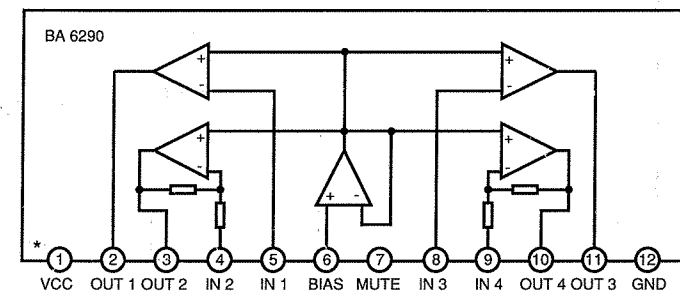 BA 6290
+ +
- -
+ +
- -
+ -
*
1 2 3 4 5 6 7 8 9 10 11 12
VCC OUT 1 OUT 2 IN 2 IN 1 BIAS MUTE IN 3 IN 4 OUT 4 OUT 3 GND